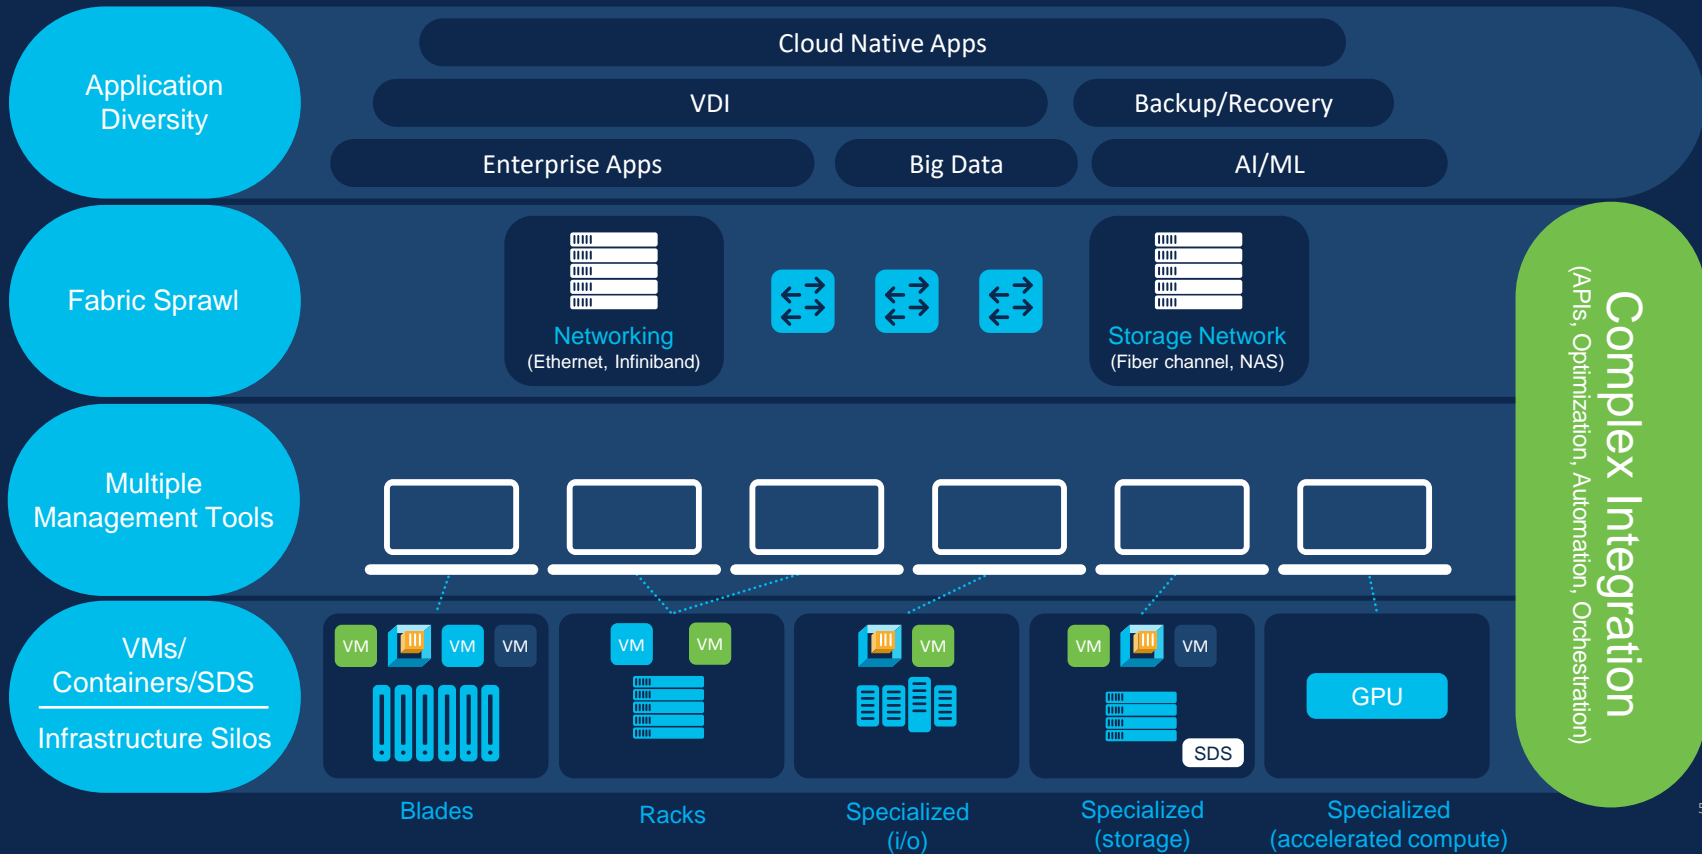 Application
Diversity
Cloud Native Apps
VDI
Backup/Recovery
Enterprise Apps
Big Data
AI/ML
Fabric Sprawl
Networking
(Ethernet, Infiniband)
Storage Network
(Fiber channel, NAS)
Complex Integration
(APIs, Optimization, Automation, Orchestration)
Multiple
Management Tools
VMs/
Containers/SDS
Infrastructure Silos
VM
VM
VM
VM
VM
VM
VM
VM
GPU
SDS
Blades
Racks
Specialized
(i/o)
Specialized
(storage)
Specialized
(accelerated compute)
5